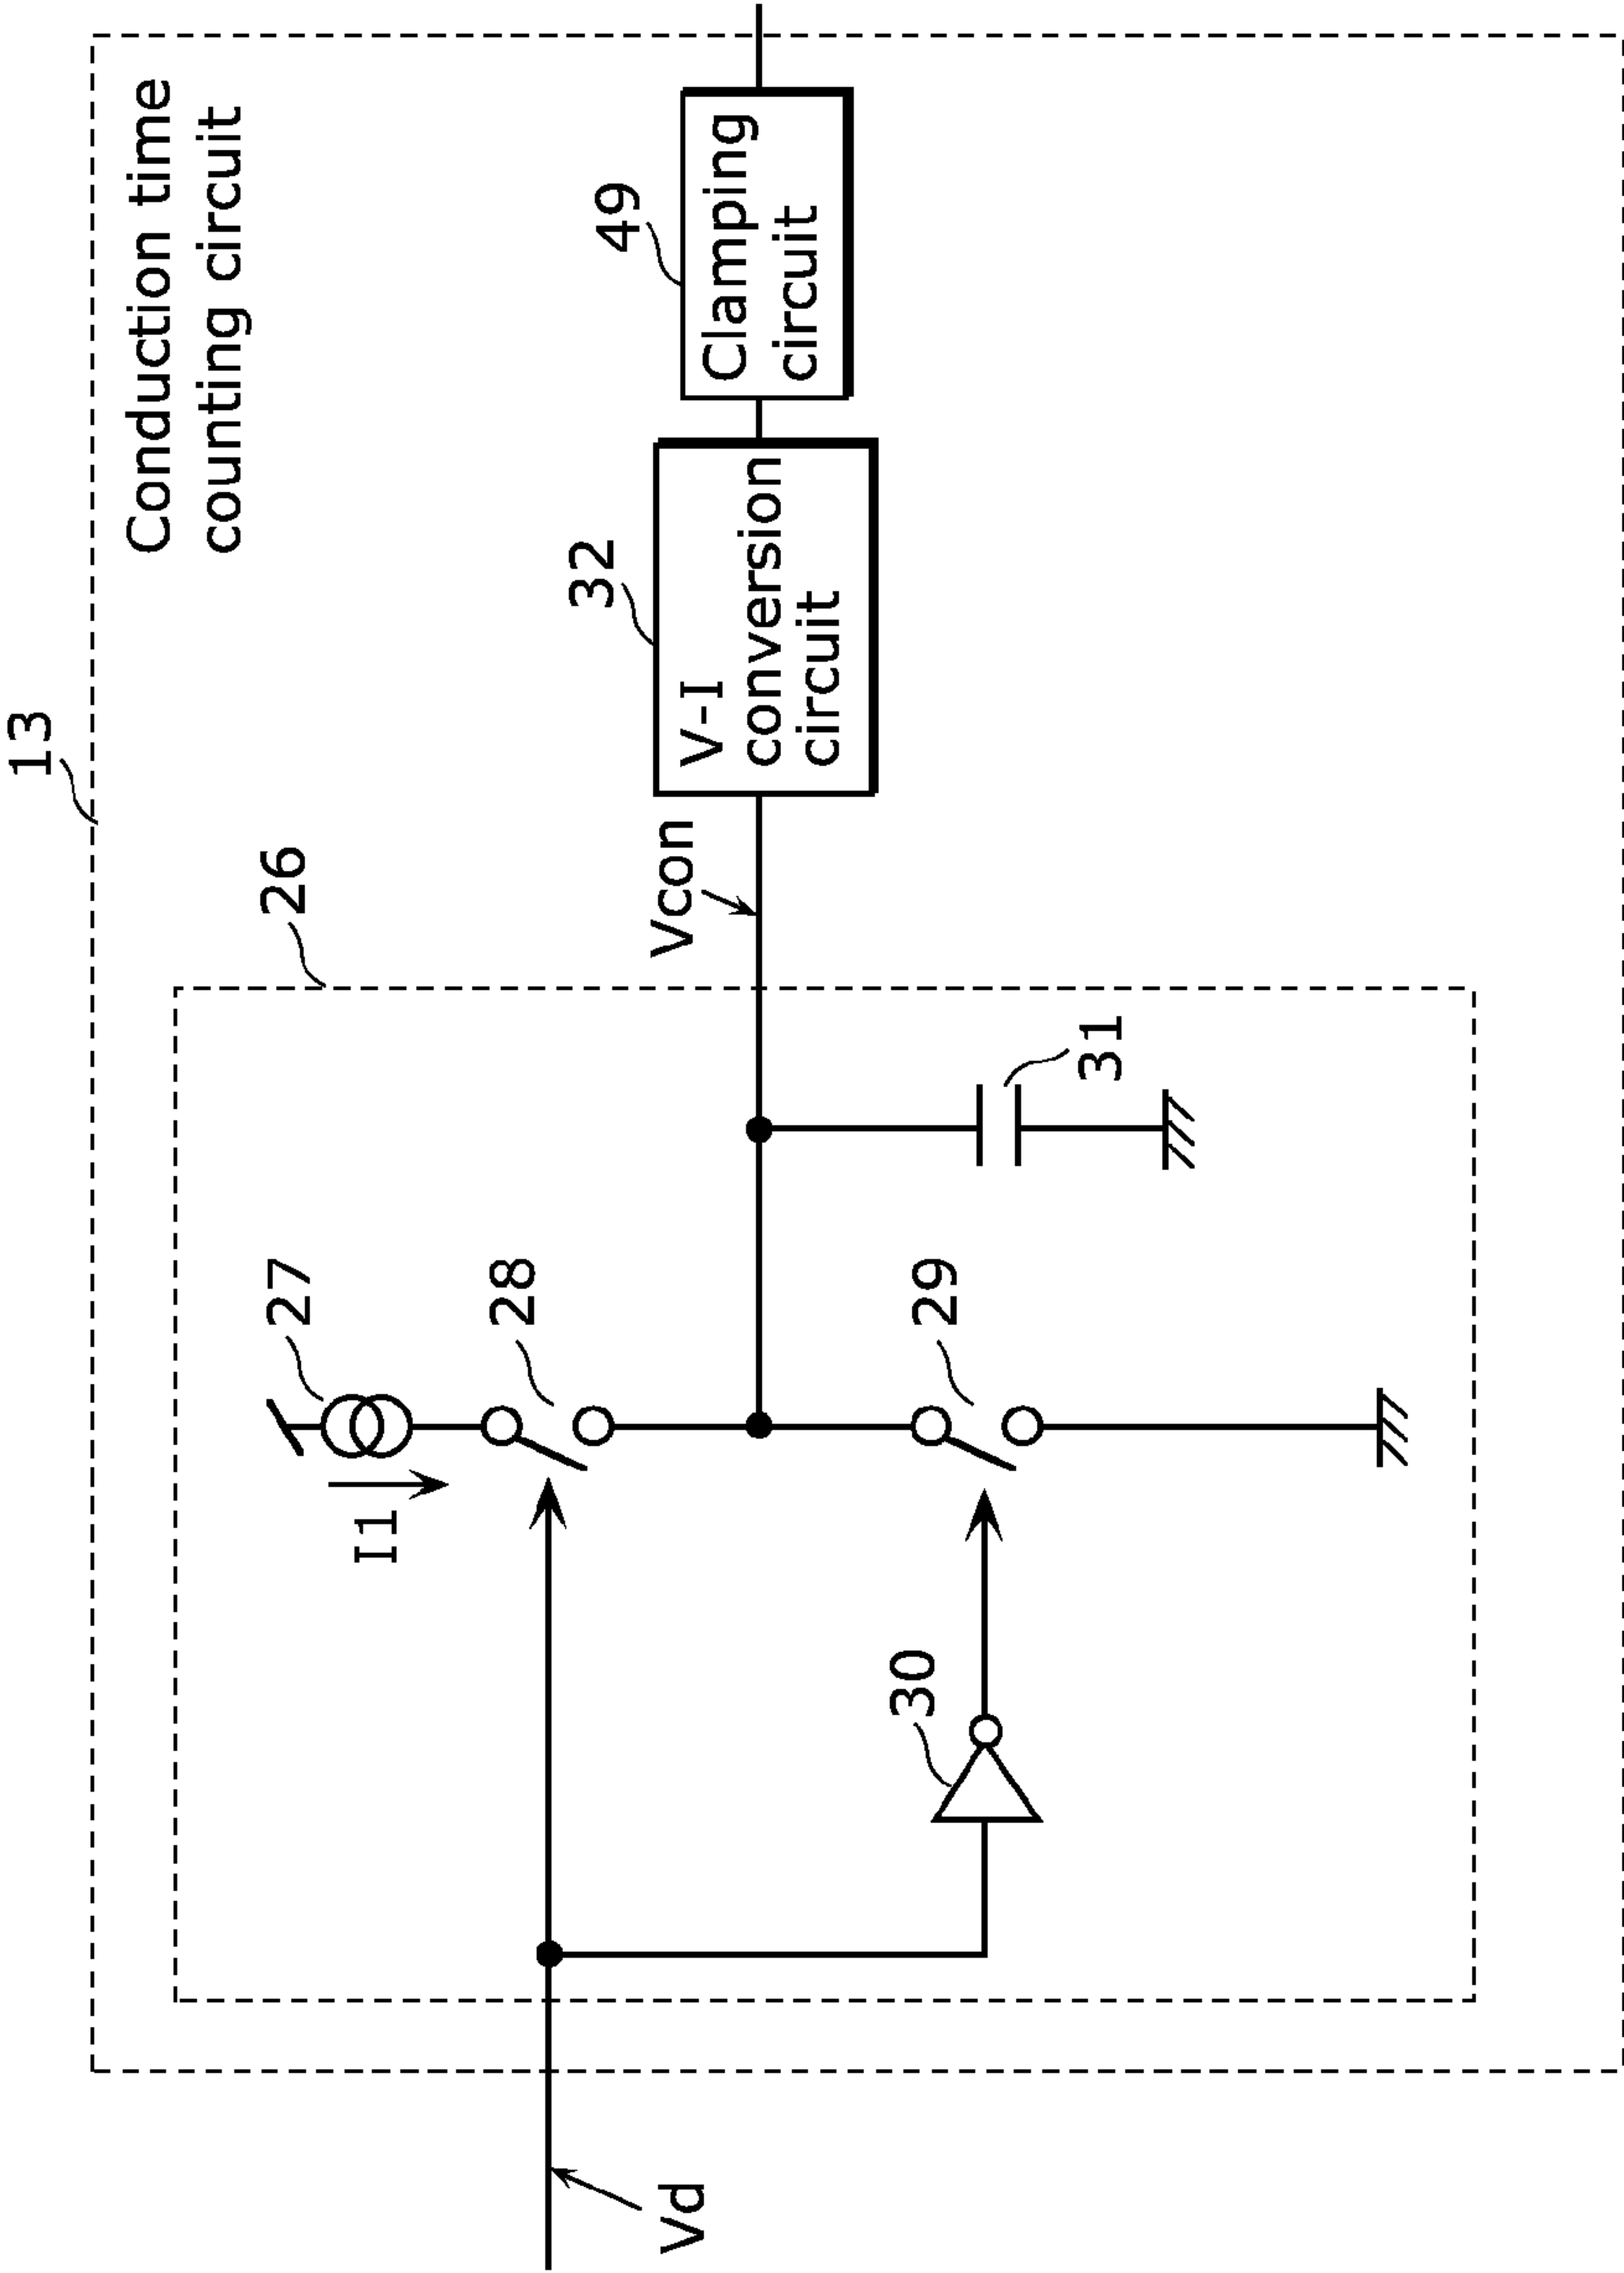 13
Conduction time
counting circuit
26
27
I1
28
Vcon
32
V-I
conversion
circuit
49
Clamping
circuit
Vd
30
29
31